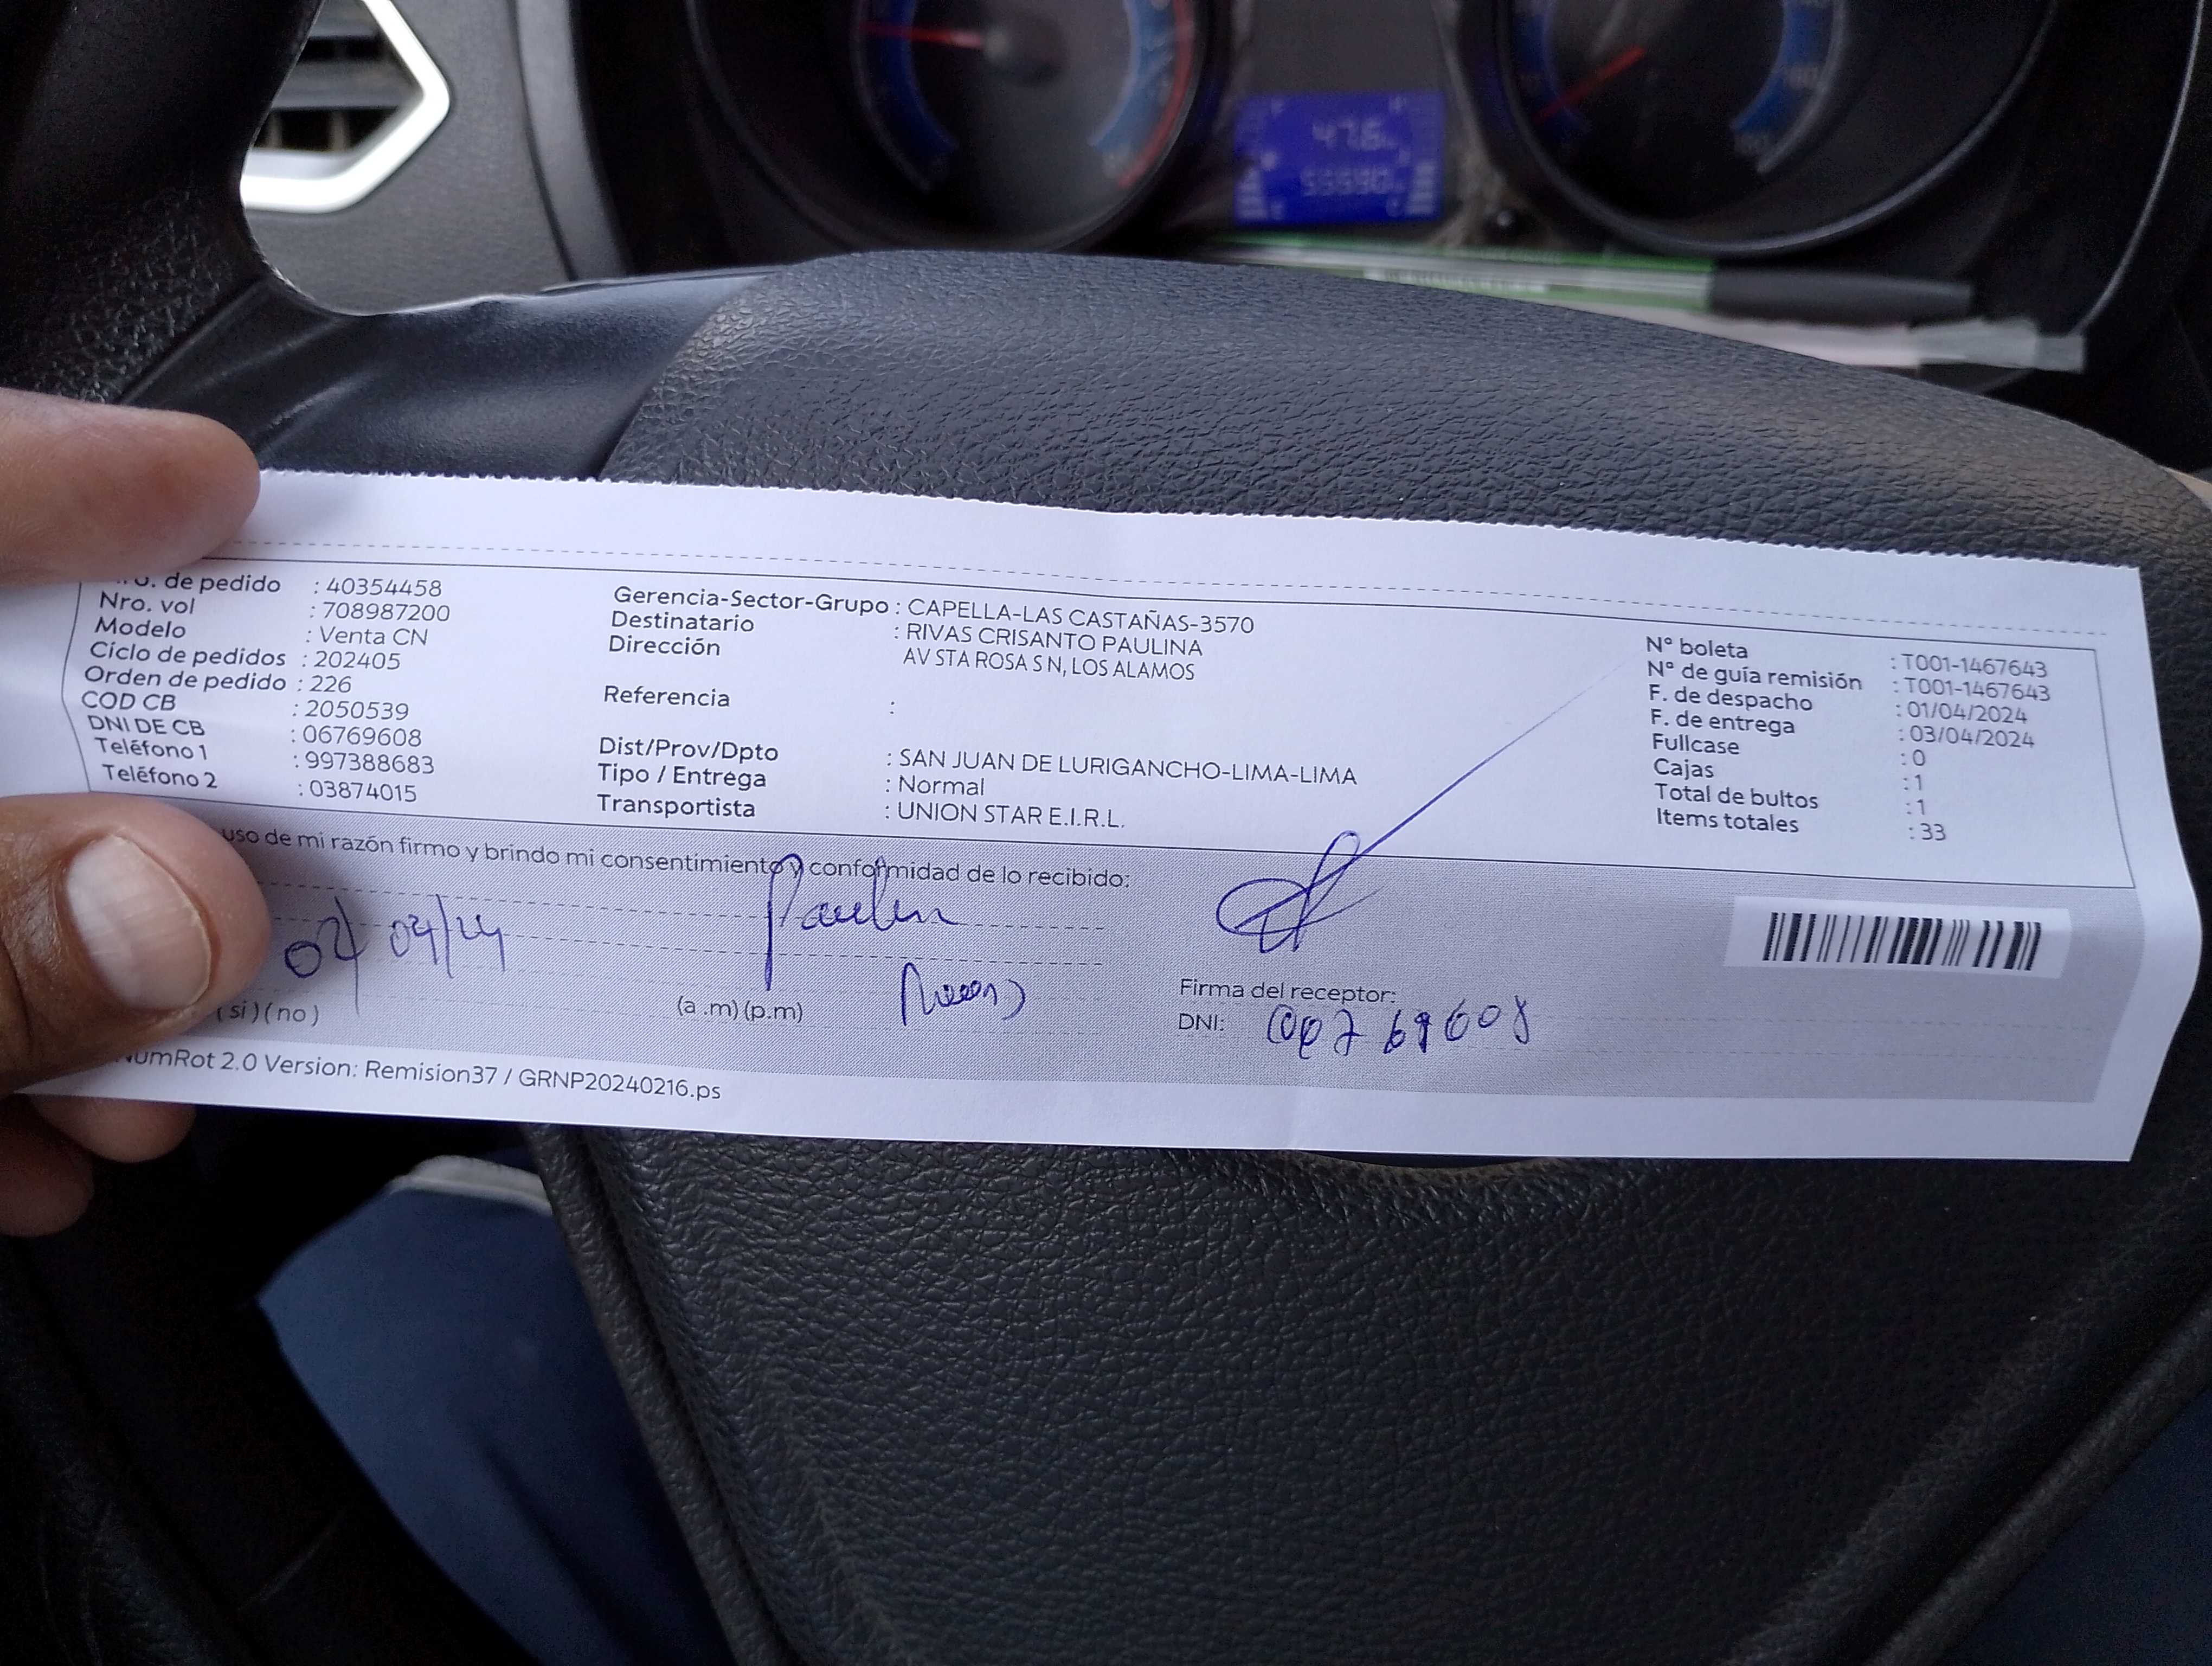 de pedido : 40354458
Nro. vol : 708987200
Modelo : Venta CN
Ciclo de pedidos : 202405
Orden de pedido : 226
COD CB : 2050539
DNI DE CB : 06769608
Teléfono 1 : 997388683
Teléfono 2 : 03874015
Gerencia-Sector-Grupo : CAPELLA-LAS CASTAÑAS-3570
Destinatario : RIVAS CRISANTO PAULINA
Dirección AV STA ROSA S N, LOS ALAMOS
Referencia :
Dist/Prov/Dpto : SAN JUAN DE LURIGANCHO-LIMA-LIMA
Tipo / Entrega : Normal
Transportista : UNION STAR E.I.R.L.
N° boleta : T001-1467643
N° de guía remisión : T001-1467643
F. de despacho : 01/04/2024
F. de entrega : 03/04/2024
Fullcase : 0
Cajas : 1
Total de bultos : 1
Items totales : 33
uso de mi razón firmo y brindo mi consentimiento y conformidad de lo recibido:
(si) (no)
(a.m) (p.m)
Firma del receptor:
DNI:
NumRot 2.0 Version: Remision37 / GRNP20240216.ps